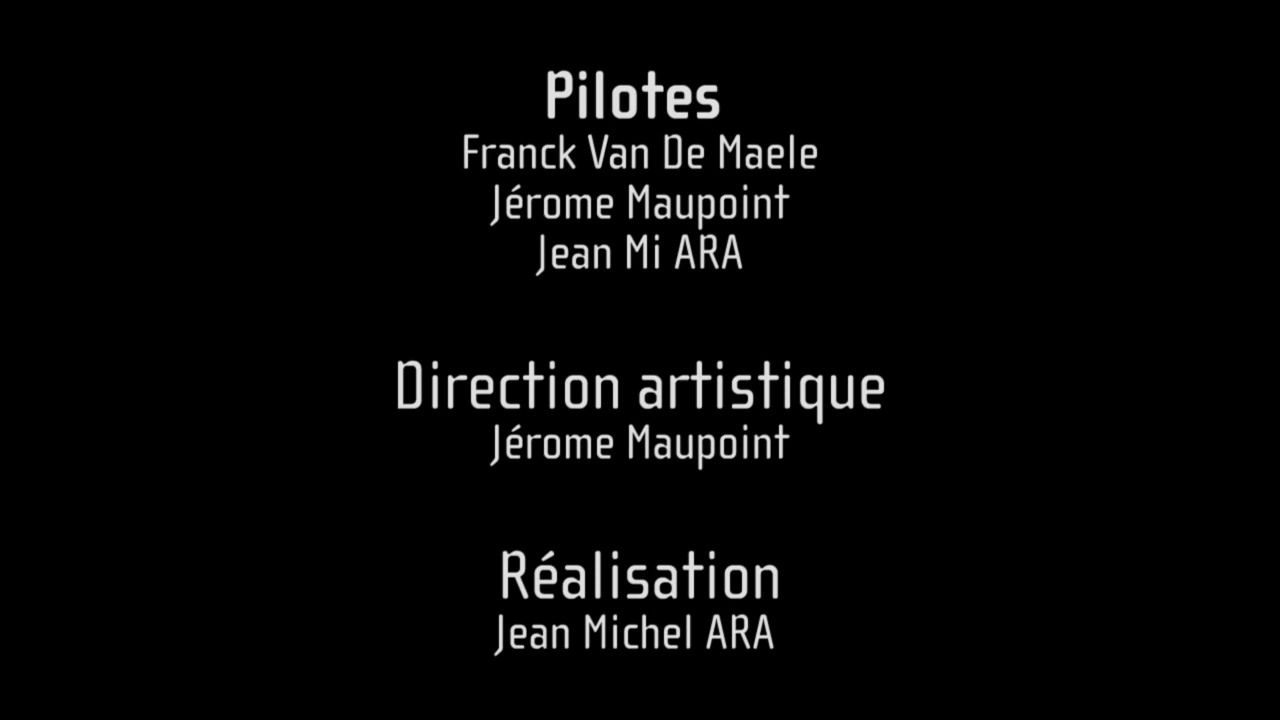 Pilotes
Franck Van De Maele
Jérome Maupoint
Jean Mi ARA
Direction artistique
Jérome Maupoint
Réalisation
Jean Michel ARA